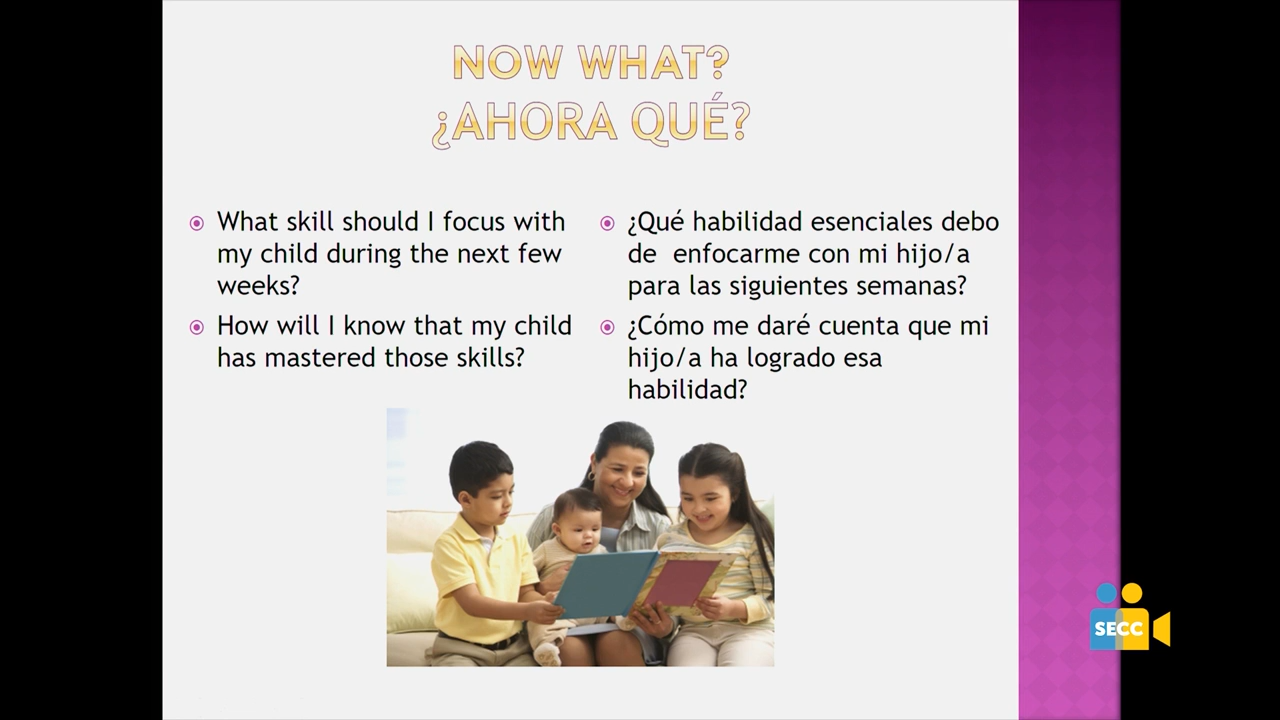 NOW WHAT?
¿AHORA QUÉ?
What skill should I focus with
my child during the next few
weeks?
How will I know that my child
has mastered those skills?
¿Qué habilidad esenciales debo
de  enfocarme con mi hijo/a
para las siguientes semanas?
¿Cómo me daré cuenta que mi
hijo/a ha logrado esa
habilidad?
SECC